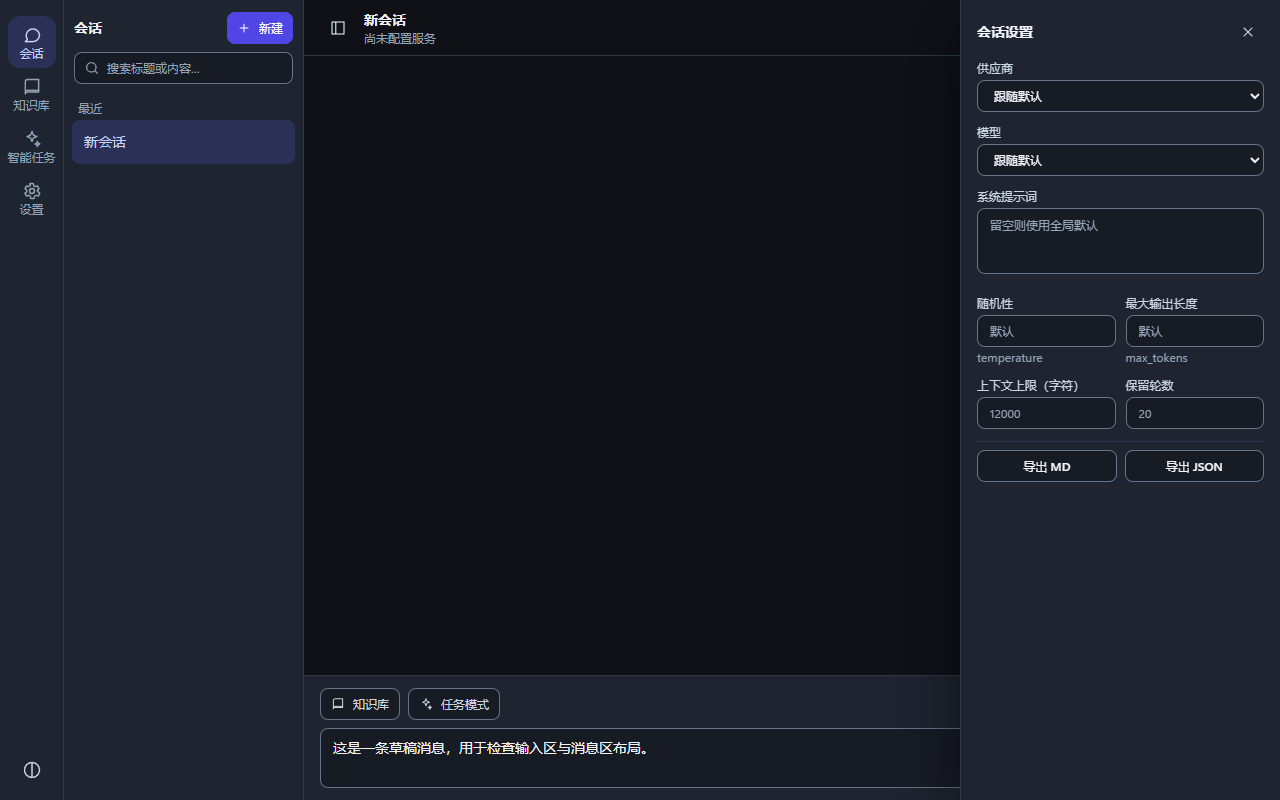 会话
知识库
智能任务
设置
会话
新建
搜索标题或内容...
最近
新会话
新会话
尚未配置服务
知识库
任务模式
这是一条草稿消息，用于检查输入区与消息区布局。
会话设置
供应商
跟随默认
模型
跟随默认
系统提示词
留空则使用全局默认
随机性
最大输出长度
默认
默认
temperature
max_tokens
上下文上限（字符）
保留轮数
12000
20
导出 MD
导出 JSON